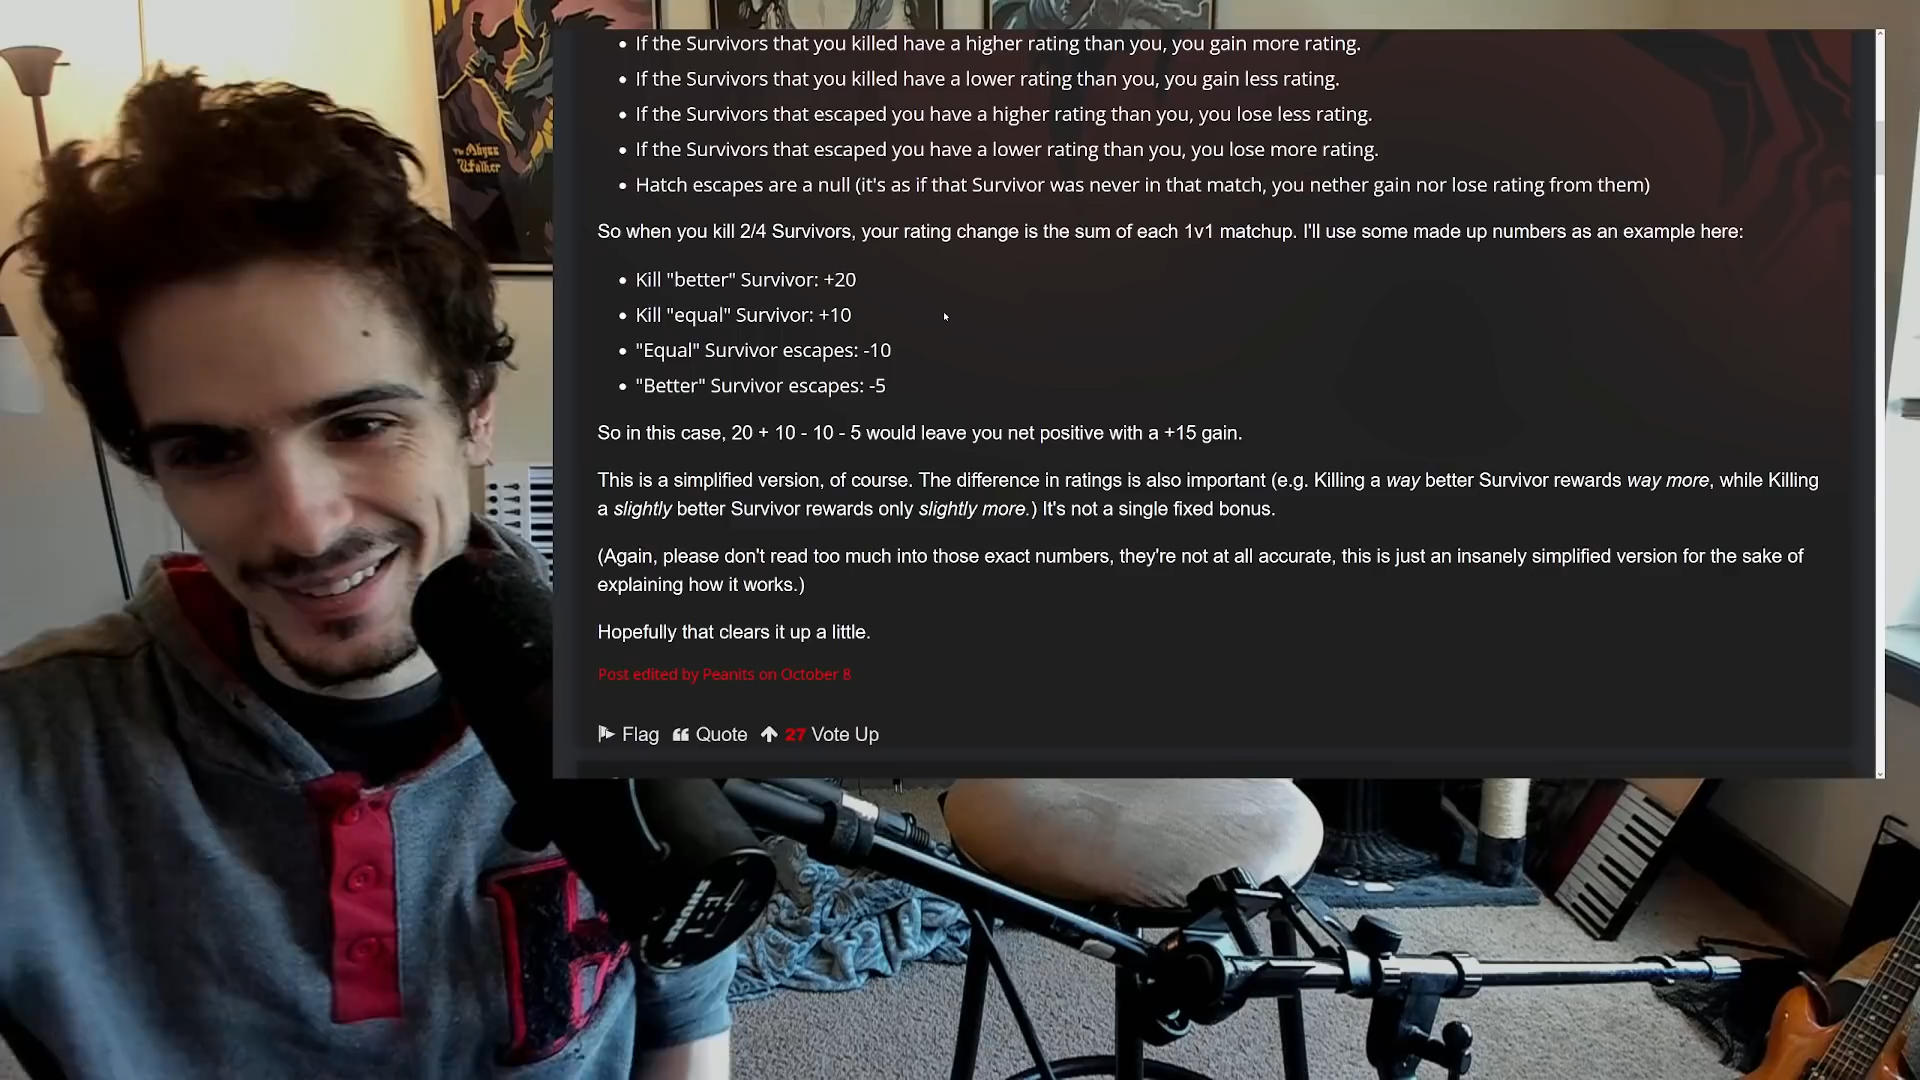 If the Survivors that you killed have a higher rating than you, you gain more rating.
If the Survivors that you killed have a lower rating than you, you gain less rating.
If the Survivors that escaped you have a higher rating than you, you lose less rating.
If the Survivors that escaped you have a lower rating than you, you lose more rating.
Hatch escapes are a null (it's as if that Survivor was never in that match, you nether gain nor lose rating from them)
So when you kill 2/4 Survivors, your rating change is the sum of each 1v1 matchup. I'll use some made up numbers as an example here:
Kill "better" Survivor: +20
Kill "equal" Survivor: +10
"Equal" Survivor escapes: -10
"Better" Survivor escapes: -5
So in this case, 20 + 10 - 10 - 5 would leave you net positive with a +15 gain.
This is a simplified version, of course. The difference in ratings is also important (e.g. Killing a way better Survivor rewards way more, while Killing
a slightly better Survivor rewards only slightly more.) It's not a single fixed bonus.
(Again, please don't read too much into those exact numbers, they're not at all accurate, this is just an insanely simplified version for the sake of
explaining how it works.)
Hopefully that clears it up a little.
Post edited by Peanits on October 8
Flag Quote 27 Vote Up
The Abyss
Walker